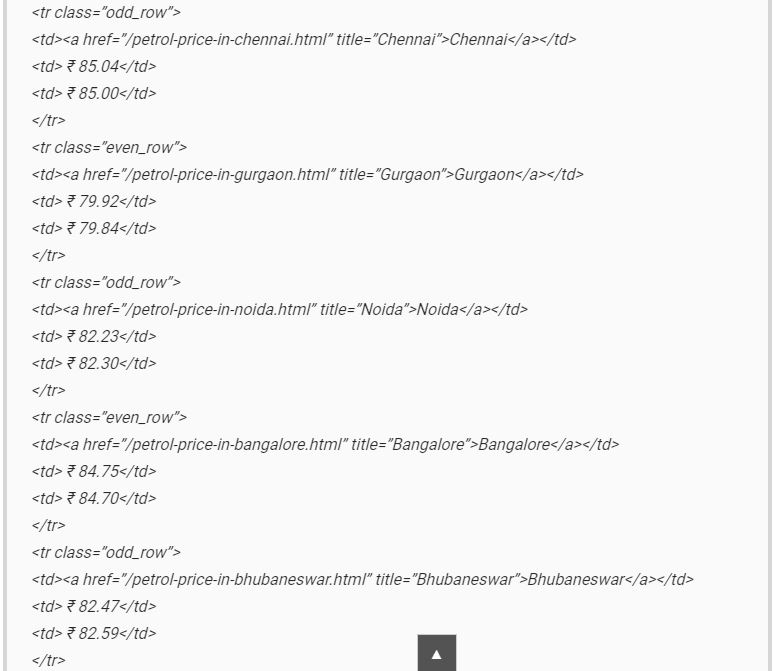 <tr class="odd_row">
<td><a href="/petrol-price-in-chennai.html” title=”Chennai”>Chennai</a></td>
<td> ₹ 85.04</td>
<td> ₹ 85.00</td>
</tr>
<tr class=”even_row”>
<td><a href=”/petrol-price-in-gurgaon.html” title=”Gurgaon”>Gurgaon</a></td>
<td> ₹ 79.92</td>
<td> ₹ 79.84</td>
</tr>
<tr class=”odd_row”>
<td><a href=”/petrol-price-in-noida.html” title=”Noida”>Noida</a></td>
<td> ₹ 82.23</td>
<td> ₹ 82.30</td>
</tr>
<tr class=”even_row”>
<td><a href=”/petrol-price-in-bangalore.html” title=”Bangalore”>Bangalore</a></td>
<td> ₹ 84.75</td>
<td> ₹ 84.70</td>
</tr>
<tr class=”odd_row”>
<td><a href=”/petrol-price-in-bhubaneswar.html” title=”Bhubaneswar”>Bhubaneswar</a></td>
<td> ₹ 82.47</td>
<td> ₹ 82.59</td>
</tr>